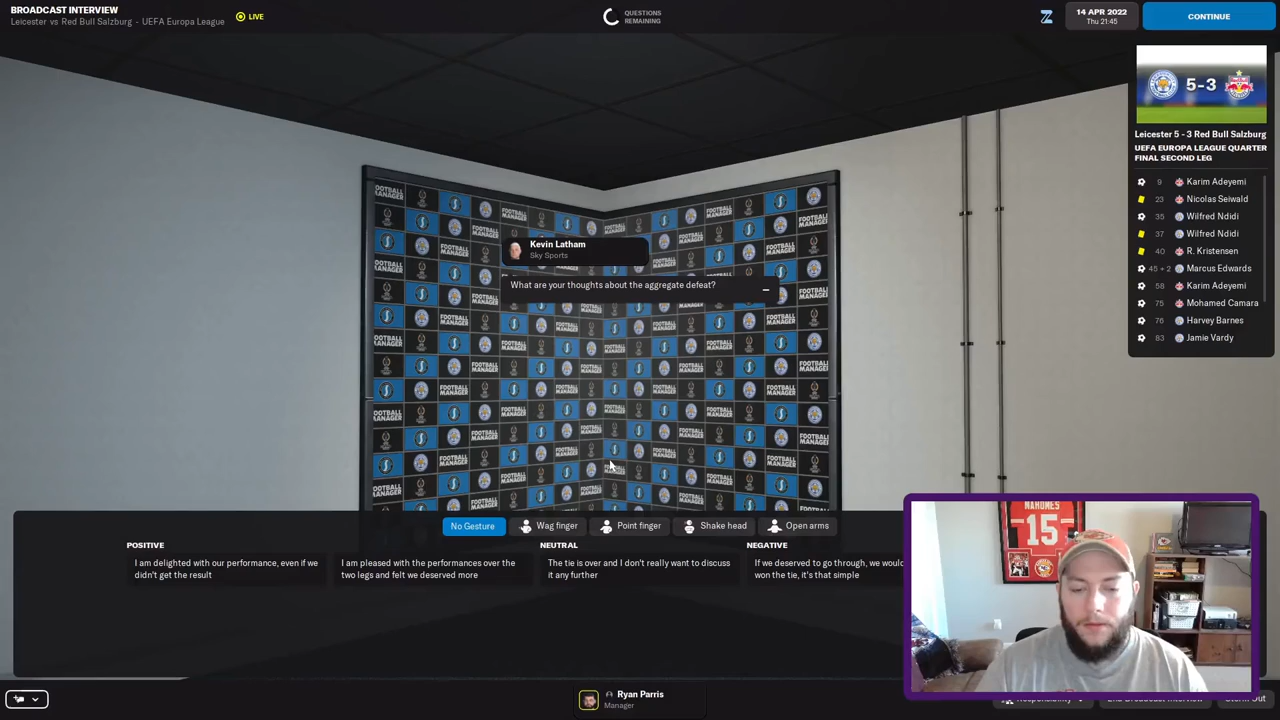 BROADCAST INTERVIEW
Leicester vs Red Bull Salzburg - UEFA Europa League
LIVE
QUESTIONS
REMAINING
14 APR 2022
Thu 21:45
CONTINUE
5-3
Leicester 5 - 3 Red Bull Salzburg
UEFA EUROPA LEAGUE QUARTER
FINAL SECOND LEG
9 Karim Adeyemi
23 Nicolas Seiwald
35 Wilfred Ndidi
37 Wilfred Ndidi
40 R. Kristensen
45 + 2 Marcus Edwards
58 Karim Adeyemi
75 Mohamed Camara
76 Harvey Barnes
83 Jamie Vardy
FOOTBALL
MANAGER
Kevin Latham
Sky Sports
What are your thoughts about the aggregate defeat?
No Gesture
Wag finger
Point finger
Shake head
Open arms
POSITIVE
I am delighted with our performance, even if we
didn't get the result
I am pleased with the performances over the
two legs and felt we deserved more
NEUTRAL
The tie is over and I don't really want to discuss
it any further
NEGATIVE
If we deserved to go through, we would
won the tie, it's that simple
MAHOMES
15
Ryan Parris
Manager